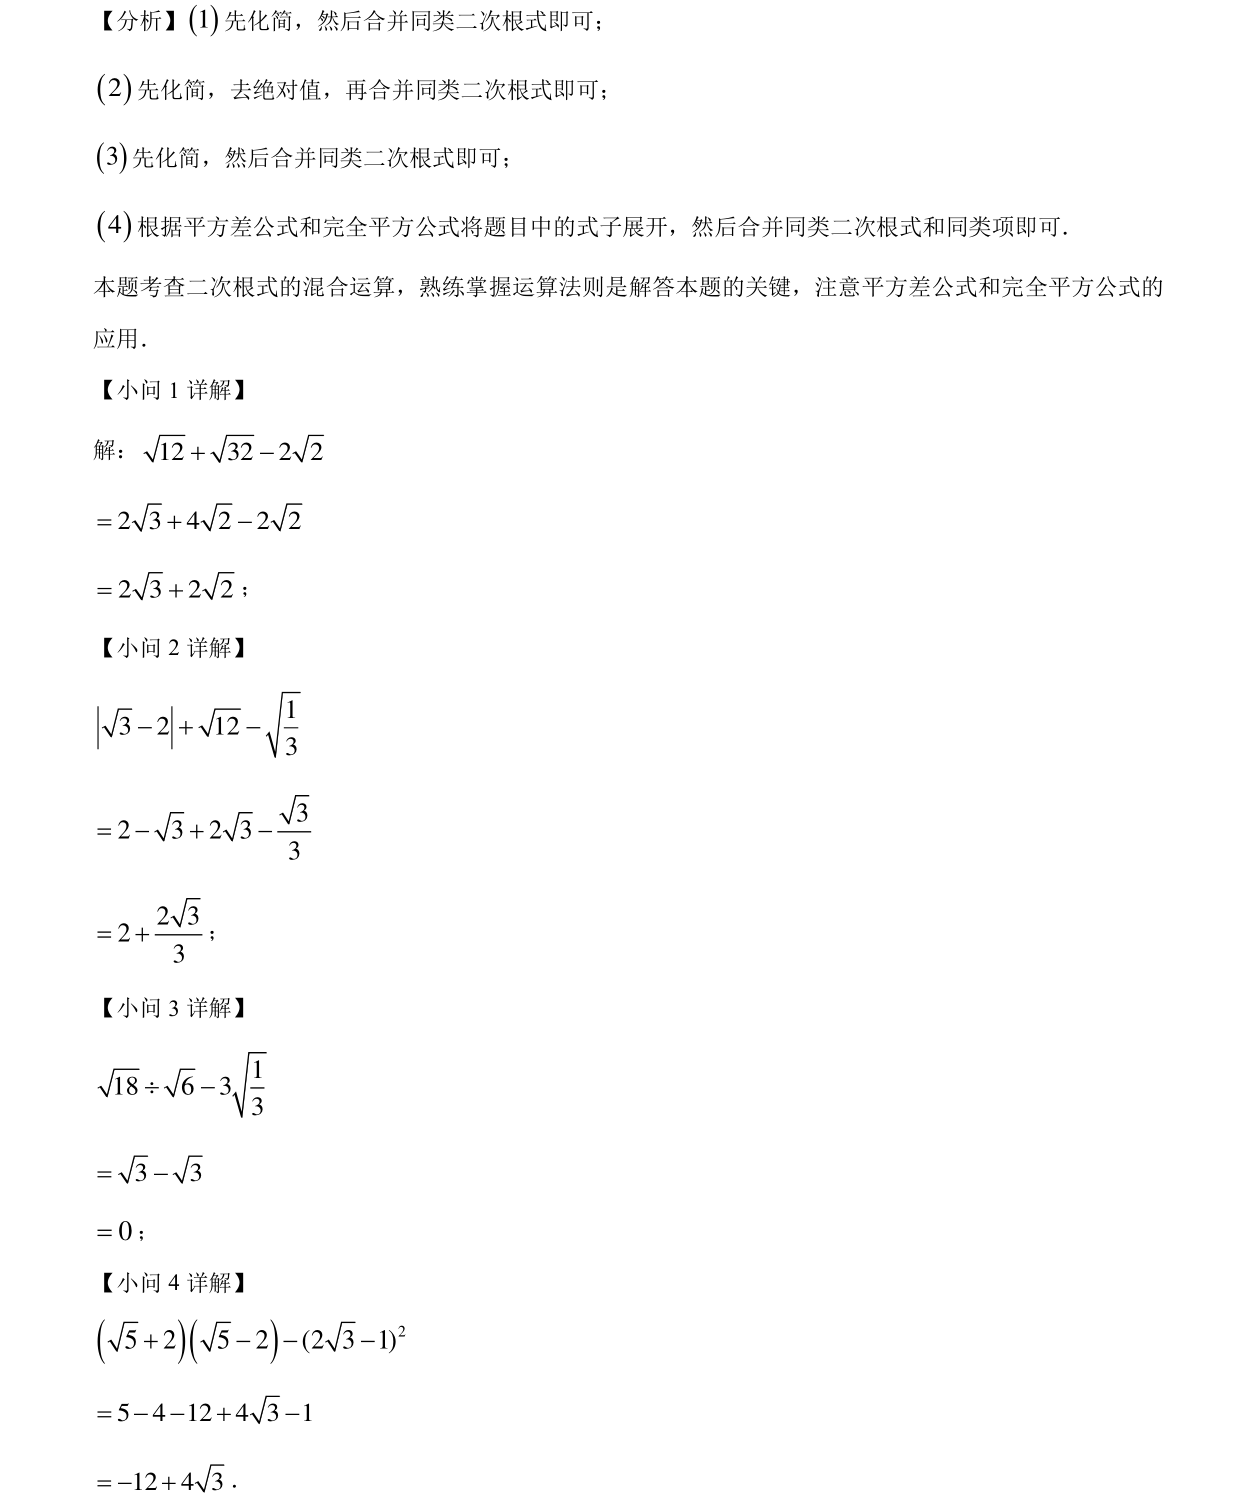 【分析】(1)先化简，然后合并同类二次根式即可；
(2)先化简，去绝对值，再合并同类二次根式即可；
(3)先化简，然后合并同类二次根式即可；
(4)根据平方差公式和完全平方公式将题目中的式子展开，然后合并同类二次根式和同类项即可．
本题考查二次根式的混合运算，熟练掌握运算法则是解答本题的关键，注意平方差公式和完全平方公式的
应用．
【小问 1 详解】
解：√12 + √32 − 2√2
= 2√3 + 4√2 − 2√2
= 2√3 + 2√2；
【小问 2 详解】
|√3 − 2| + √12 − √(1/3)
= 2 − √3 + 2√3 − √3/3
= 2 + 2√3/3；
【小问 3 详解】
√18 ÷ √6 − 3√(1/3)
= √3 − √3
= 0；
【小问 4 详解】
(√5 + 2)(√5 − 2) − (2√3 − 1)²
= 5 − 4 − 12 + 4√3 − 1
= −12 + 4√3．